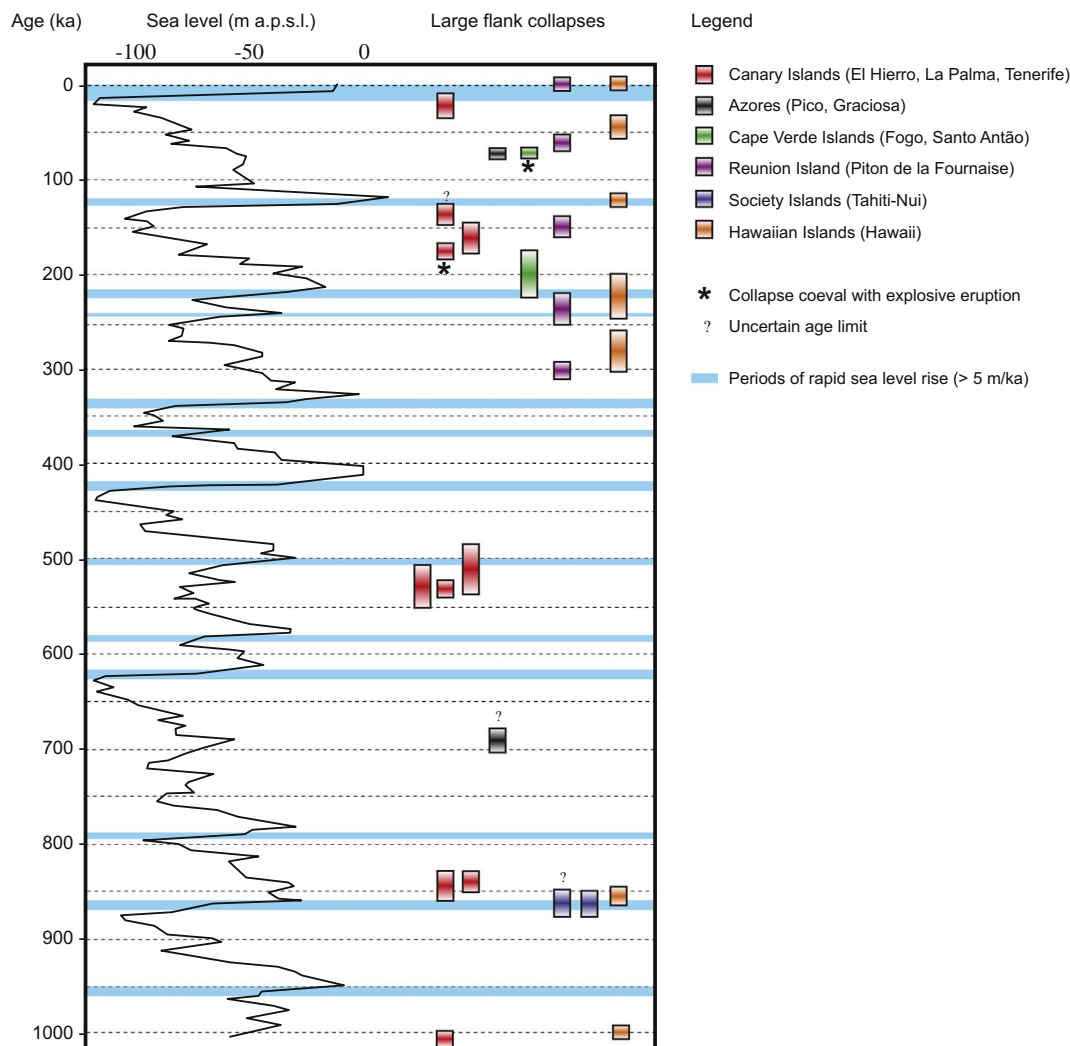 Age (ka)
Sea level (m a.p.s.l.)
Large flank collapses
Legend
-100
-50
0
0
100
200
300
400
500
600
700
800
900
1000
?
*
*
?
?
Canary Islands (El Hierro, La Palma, Tenerife)
Azores (Pico, Graciosa)
Cape Verde Islands (Fogo, Santo Antão)
Reunion Island (Piton de la Fournaise)
Society Islands (Tahiti-Nui)
Hawaiian Islands (Hawaii)
* Collapse coeval with explosive eruption
? Uncertain age limit
Periods of rapid sea level rise (> 5 m/ka)